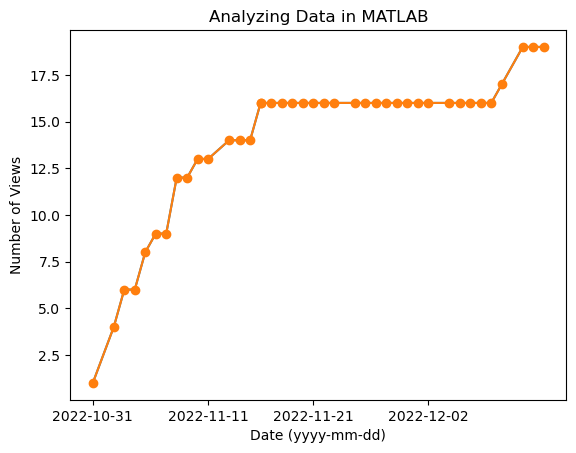 Analyzing Data in MATLAB
Number of Views
17.5
15.0
12.5
10.0
7.5
5.0
2.5
2022-10-31 2022-11-11 2022-11-21 2022-12-02
Date (yyyy-mm-dd)